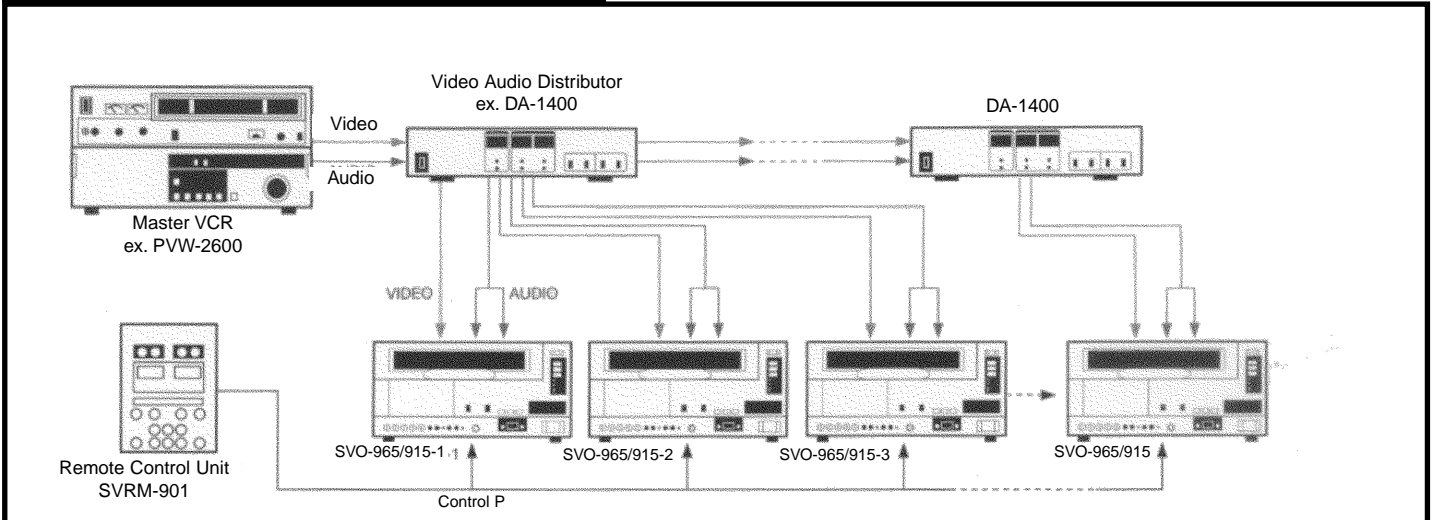 Video Audio Distributor
ex. DA-1400
DA-1400
Video
Audio
Master VCR
ex. PVW-2600
VIDEO
AUDIO
SVO-965/915-1
SVO-965/915-2
SVO-965/915-3
SVO-965/915
Remote Control Unit
SVRM-901
Control P